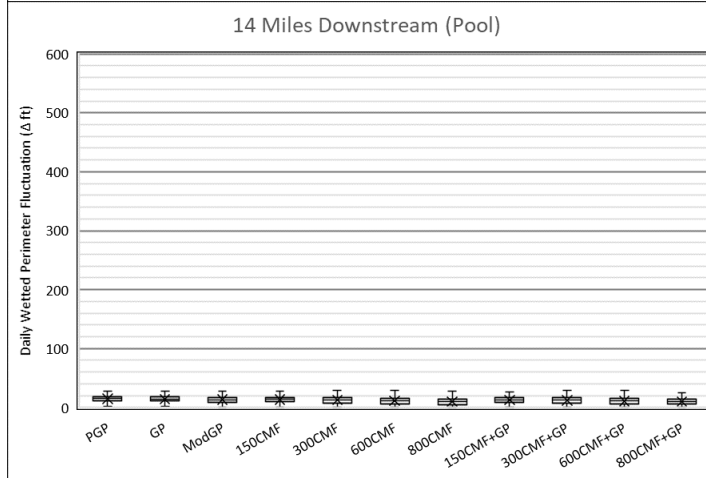 14 Miles Downstream (Pool)
Daily Wetted Perimeter Fluctuation (Δ ft)
600
500
400
300
200
100
0
PGP
GP
ModGP
150CMF
300CMF
600CMF
800CMF
150CMF+GP
300CMF+GP
600CMF+GP
800CMF+GP